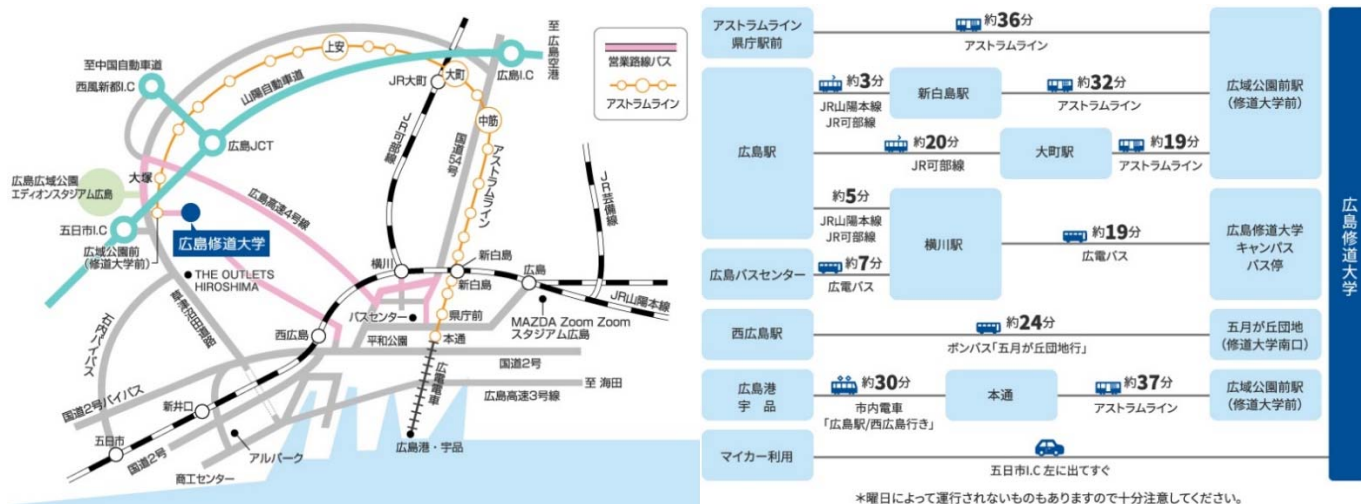 至中国自動車道
西風新都I.C
上安
山陽自動車道
JR大町
大町
広島I.C
至広島空港
営業路線バス
アストラムライン
中筋
広島JCT
JR可部線
国道54号
アストラムライン
JR芸備線
大塚
広島広域公園
エディオンスタジアム広島
広島高速4号線
五日市I.C
広島修道大学
広域公園前
(修道大学前)
THE OUTLETS
HIROSHIMA
横川
新白島
新白島
広島
JR山陽本線
バスセンター
県庁前
MAZDA Zoom Zoom
スタジアム広島
石内バイパス
西広島
平和公園
本通
国道2号
広電電車
至 海田
広島高速3号線
国道2号バイパス
新井口
五日市
国道2号
アルパーク
商工センター
広島港・宇品
アストラムライン
県庁駅前
約36分
アストラムライン
広域公園前駅
(修道大学前)
広島駅
約3分
JR山陽本線
JR可部線
新白島駅
約32分
アストラムライン
約20分
JR可部線
大町駅
約19分
アストラムライン
約5分
JR山陽本線
JR可部線
横川駅
約19分
広電バス
広島修道大学
キャンパス
バス停
広島バスセンター
約7分
広電バス
西広島駅
約24分
ボンバス「五月が丘団地行」
五月が丘団地
(修道大学南口)
広島港
宇品
約30分
市内電車
「広島駅/西広島行き」
本通
約37分
アストラムライン
広域公園前駅
(修道大学前)
マイカー利用
五日市I.C 左に出てすぐ
広島修道大学
*曜日によって運行されないものもありますので十分注意してください。